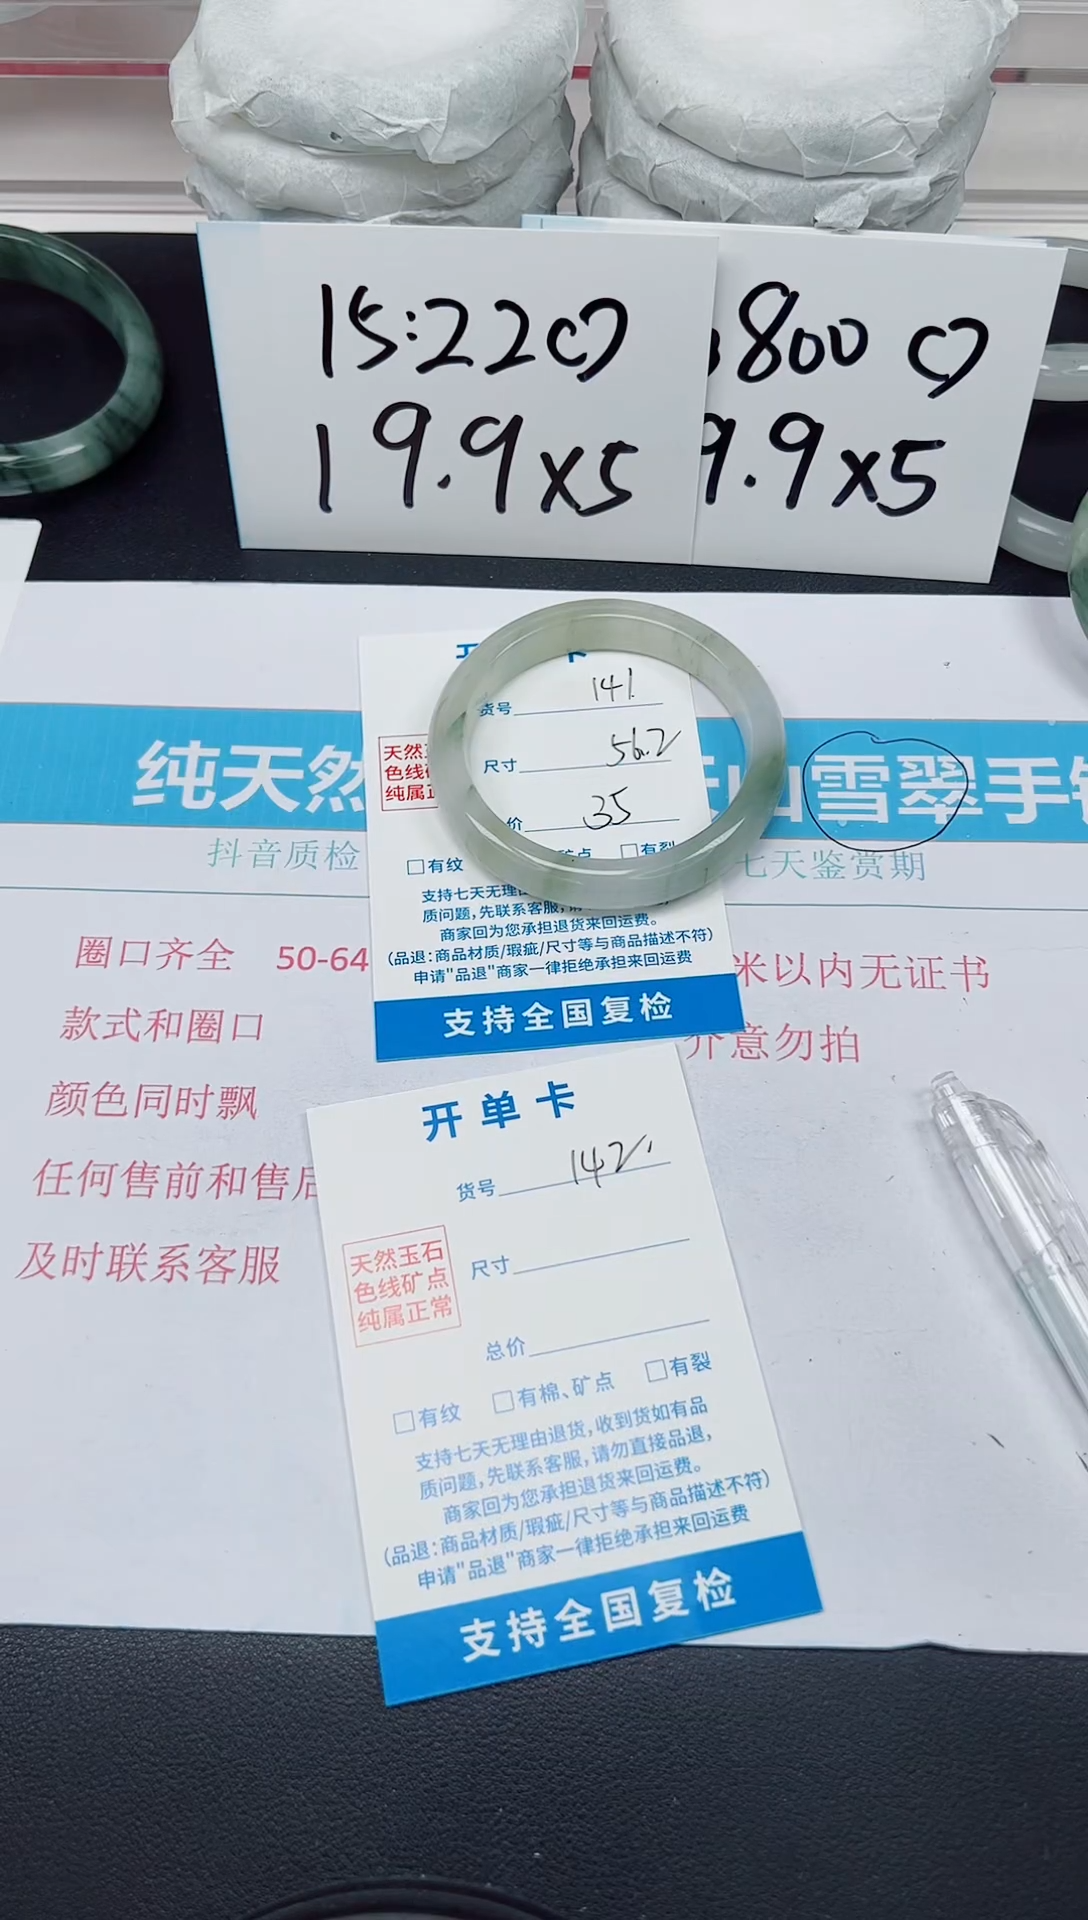 15:22♡
19.9x5
800♡
9.9x5
纯天然
山雪翠手
抖音质检
七天鉴赏期
圈口齐全 50-64
米以内无证书
款式和圈口
介意勿拍
颜色同时飘
任何售前和售后
及时联系客服
货号 141
尺寸 56.2
价 35
天然
色线
纯属
□有纹
矿点
□有裂
支持七天无理由
质问题,先联系客服,
商家回为您承担退货来回运费。
(品退:商品材质/瑕疵/尺寸等与商品描述不符)
申请"品退"商家一律拒绝承担来回运费
支持全国复检
开单卡
货号 142
尺寸
总价
天然玉石
色线矿点
纯属正常
□有纹 □有棉、矿点 □有裂
支持七天无理由退货,收到货如有品
质问题,先联系客服,请勿直接品退,
商家回为您承担退货来回运费。
(品退:商品材质/瑕疵/尺寸等与商品描述不符)
申请"品退"商家一律拒绝承担来回运费
支持全国复检